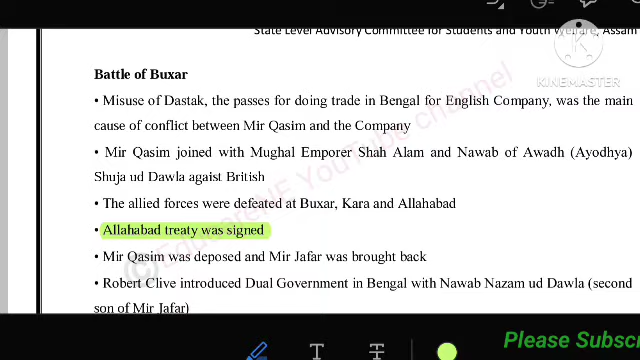 State Level Advisory Committee for Students and Youth Welfare, Assam
KINEMASTER
Battle of Buxar
• Misuse of Dastak, the passes for doing trade in Bengal for English Company, was the main
cause of conflict between Mir Qasim and the Company
• Mir Qasim joined with Mughal Emporer Shah Alam and Nawab of Awadh (Ayodhya)
Shuja ud Dawla agaist British
• The allied forces were defeated at Buxar, Kara and Allahabad
• Allahabad treaty was signed
• Mir Qasim was deposed and Mir Jafar was brought back
• Robert Clive introduced Dual Government in Bengal with Nawab Nazam ud Dawla (second
son of Mir Jafar)
YouTube channel
Please Subsc
T
T